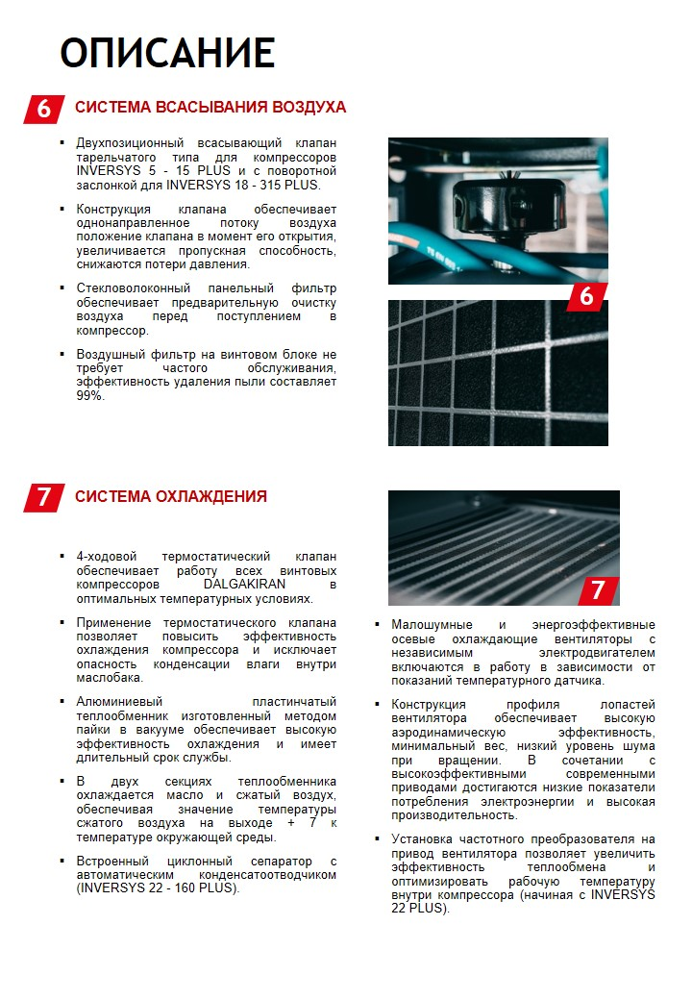 ОПИСАНИЕ
6 СИСТЕМА ВСАСЫВАНИЯ ВОЗДУХА
▪ Двухпозиционный всасывающий клапан
тарельчатого типа для компрессоров
INVERSYS 5 - 15 PLUS и с поворотной
заслонкой для INVERSYS 18 - 315 PLUS.
▪ Конструкция клапана обеспечивает
однонаправленное потоку воздуха
положение клапана в момент его открытия,
увеличивается пропускная способность,
снижаются потери давления.
▪ Стекловолоконный панельный фильтр
обеспечивает предварительную очистку
воздуха перед поступлением в
компрессор.
▪ Воздушный фильтр на винтовом блоке не
требует частого обслуживания,
эффективность удаления пыли составляет
99%.
6
7 СИСТЕМА ОХЛАЖДЕНИЯ
▪ 4-ходовой термостатический клапан
обеспечивает работу всех винтовых
компрессоров DALGAKIRAN в
оптимальных температурных условиях.
▪ Применение термостатического клапана
позволяет повысить эффективность
охлаждения компрессора и исключает
опасность конденсации влаги внутри
маслобака.
▪ Алюминиевый пластинчатый
теплообменник изготовленный методом
пайки в вакууме обеспечивает высокую
эффективность охлаждения и имеет
длительный срок службы.
▪ В двух секциях теплообменника
охлаждается масло и сжатый воздух,
обеспечивая значение температуры
сжатого воздуха на выходе + 7 к
температуре окружающей среды.
▪ Встроенный циклонный сепаратор с
автоматическим конденсатоотводчиком
(INVERSYS 22 - 160 PLUS).
7
▪ Малошумные и энергоэффективные
осевые охлаждающие вентиляторы с
независимым электродвигателем
включаются в работу в зависимости от
показаний температурного датчика.
▪ Конструкция профиля лопастей
вентилятора обеспечивает высокую
аэродинамическую эффективность,
минимальный вес, низкий уровень шума
при вращении. В сочетании с
высокоэффективными современными
приводами достигаются низкие показатели
потребления электроэнергии и высокая
производительность.
▪ Установка частотного преобразователя на
привод вентилятора позволяет увеличить
эффективность теплообмена и
оптимизировать рабочую температуру
внутри компрессора (начиная с INVERSYS
22 PLUS).